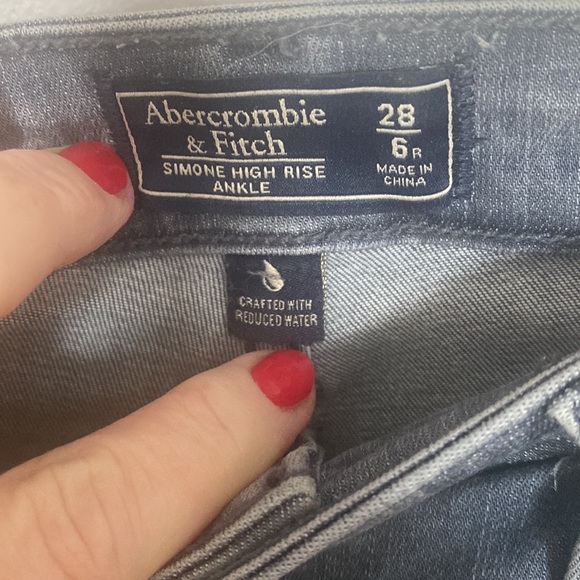 Abercrombie
& Fitch
SIMONE HIGH RISE
ANKLE
28
6R
MADE IN
CHINA
CRAFTED WITH
REDUCED WATER